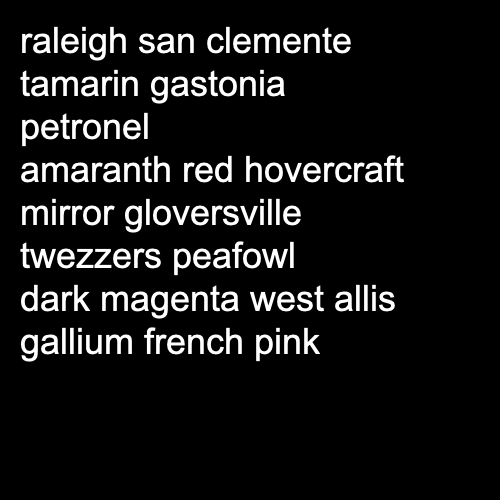 raleigh san clemente
tamarin gastonia
petronel
amaranth red hovercraft
mirror gloversville
twezzers peafowl
dark magenta west allis
gallium french pink